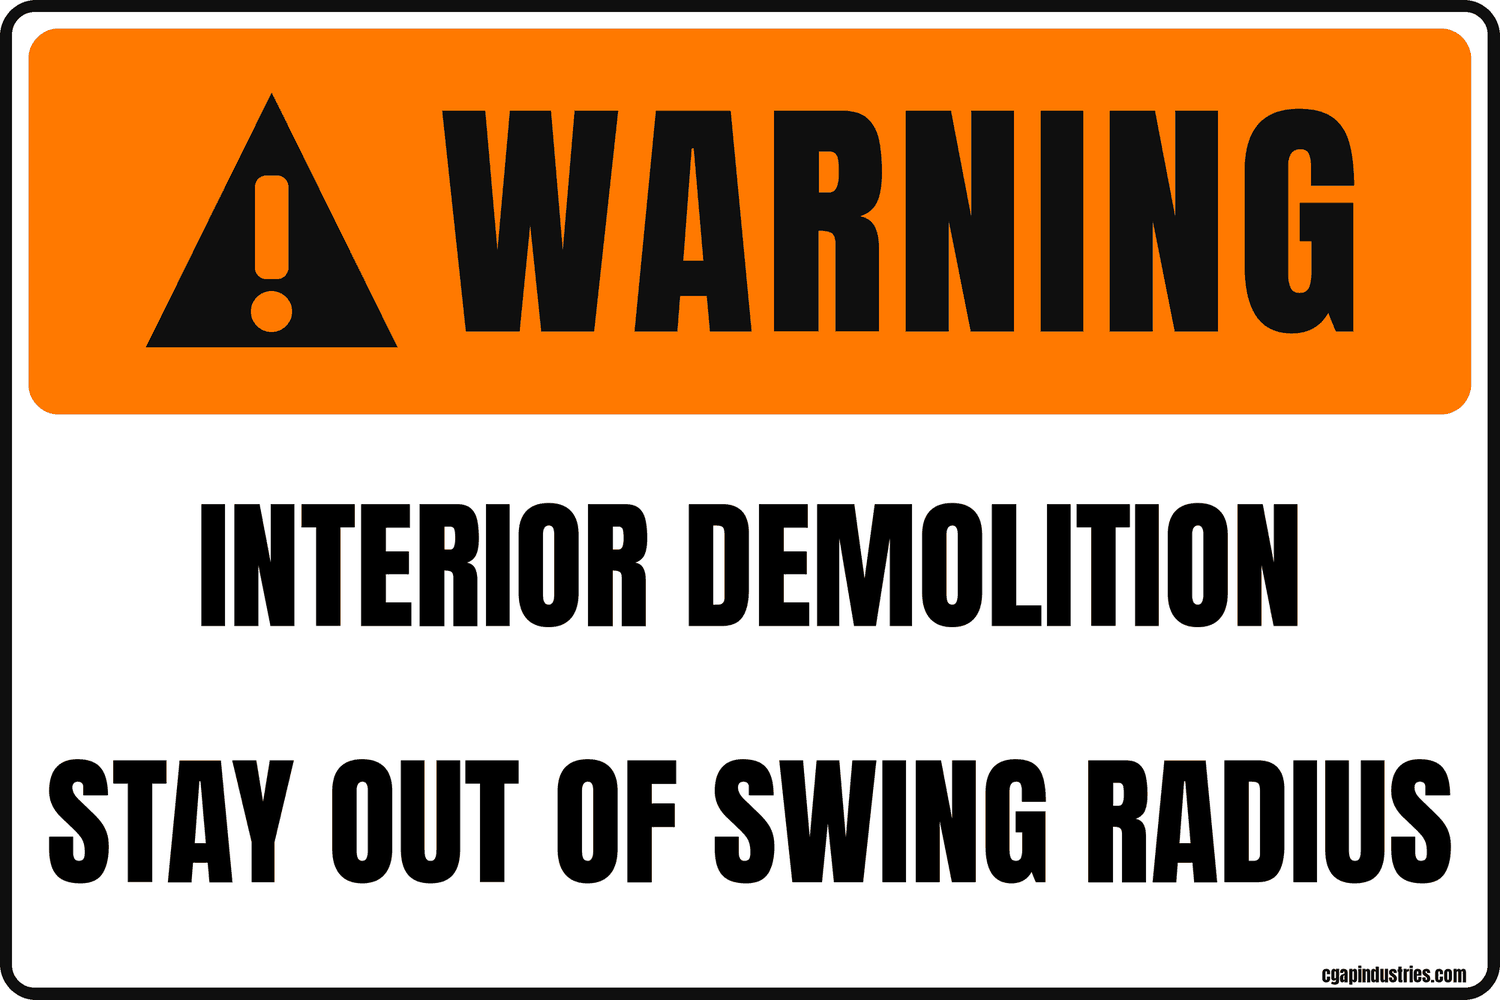 WARNING
INTERIOR DEMOLITION
STAY OUT OF SWING RADIUS
cgapindustries.com